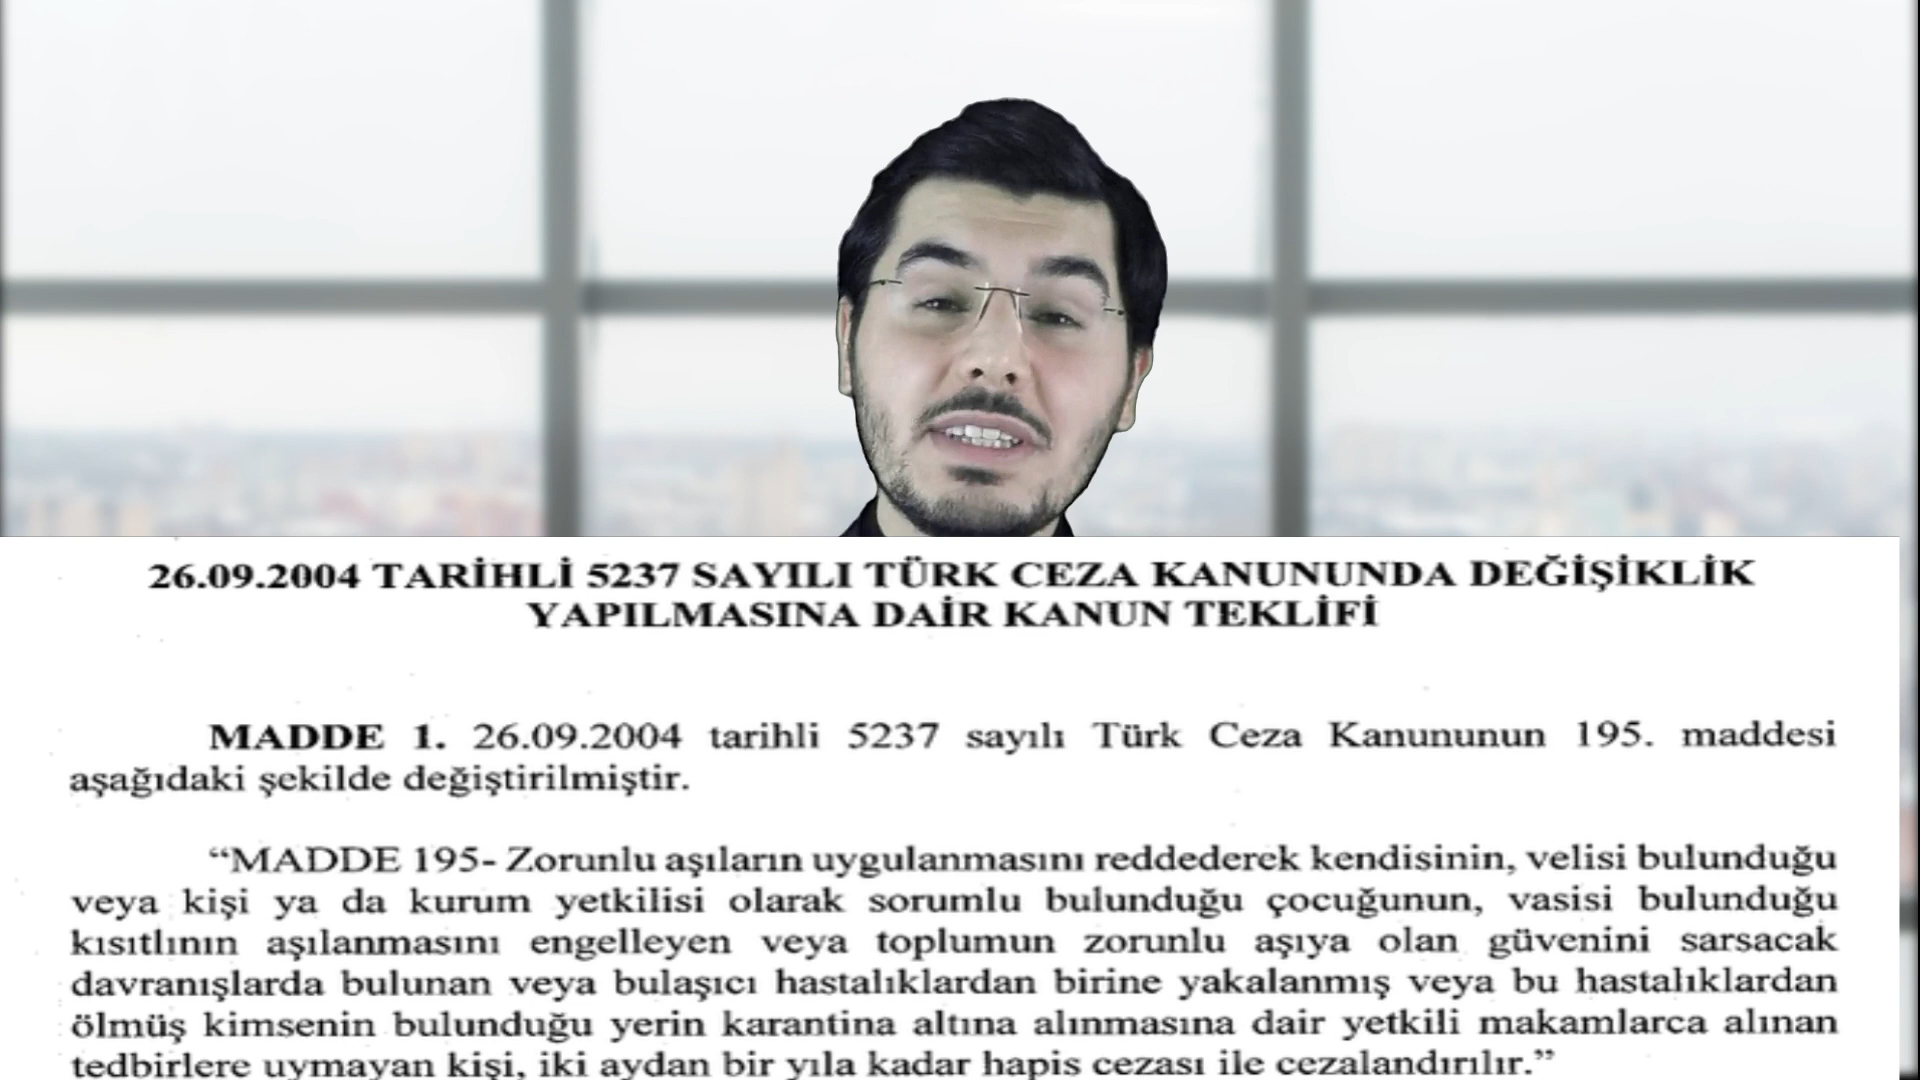 26.09.2004 TARİHLİ 5237 SAYILI TÜRK CEZA KANUNUNDA DEĞİŞİKLİK
YAPILMASINA DAİR KANUN TEKLİFİ
MADDE 1. 26.09.2004 tarihli 5237 sayılı Türk Ceza Kanununun 195. maddesi
aşağıdaki şekilde değiştirilmiştir.
“MADDE 195- Zorunlu aşıların uygulanmasını reddederek kendisinin, velisi bulunduğu
veya kişi ya da kurum yetkilisi olarak sorumlu bulunduğu çocuğunun, vasisi bulunduğu
kısıtlının aşılanmasını engelleyen veya toplumun zorunlu aşıya olan güvenini sarsacak
davranışlarda bulunan veya bulaşıcı hastalıklardan birine yakalanmış veya bu hastalıklardan
ölmüş kimsenin bulunduğu yerin karantina altına alınmasına dair yetkili makamlarca alınan
tedbirlere uymayan kişi, iki aydan bir yıla kadar hapis cezası ile cezalandırılır.”